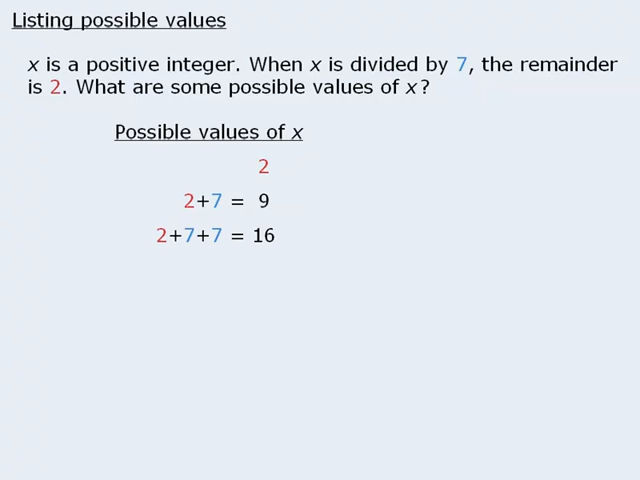 Listing possible values
x is a positive integer. When x is divided by 7, the remainder
is 2. What are some possible values of x?
Possible values of x
2
2+7 = 9
2+7+7 = 16